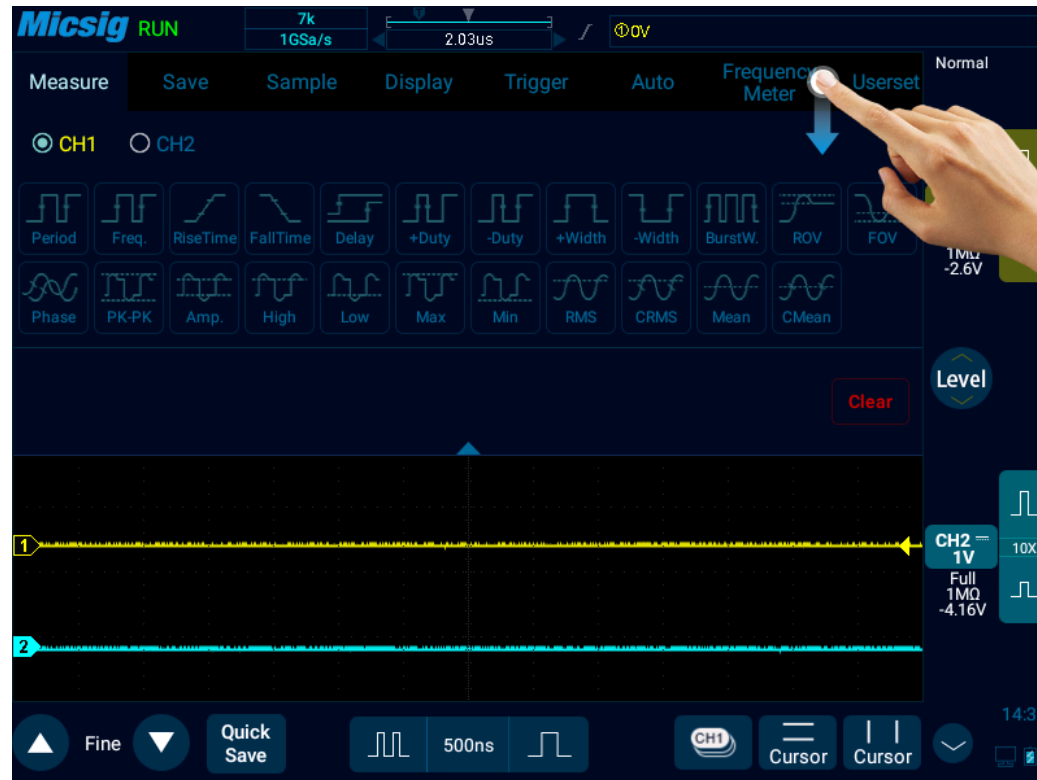 Micsig RUN
7k
1GSa/s
2.03us
①0V
Measure Save Sample Display Trigger Auto Frequency Meter Userset
Normal
CH1 CH2
Period Freq. RiseTime FallTime Delay +Duty -Duty +Width -Width BurstW. ROV FOV
1MΩ
-2.6V
Phase PK-PK Amp. High Low Max Min RMS CRMS Mean CMean
Level
Clear
1
CH2
1V
10X
Full
1MΩ
-4.16V
2
14:3
Fine
Quick
Save
500ns
CH1
Cursor
Cursor